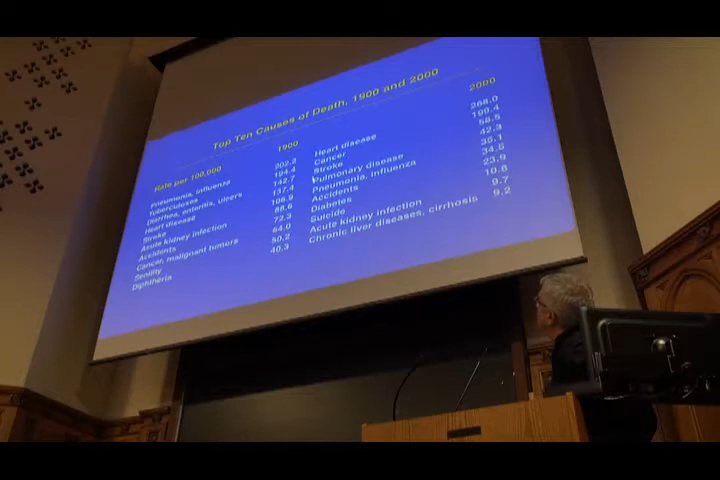 Top Ten Causes of Death, 1900 and 2000
Rate per 100,000 1900 2000
Pneumonia, influenza 202.2 Heart disease 268.0
Tuberculosis 194.4 Cancer 199.4
Diarrhea, enteritis, ulcers 142.7 Stroke 58.5
Heart disease 137.4 Pulmonary disease 42.3
Stroke 106.9 Pneumonia, influenza 35.1
Acute kidney infection 88.6 Accidents 34.5
Accidents 72.3 Diabetes 23.9
Cancer, malignant tumors 64.0 Suicide 10.8
Senility 50.2 Acute kidney infection 9.7
Diphtheria 40.3 Chronic liver diseases, cirrhosis 9.2